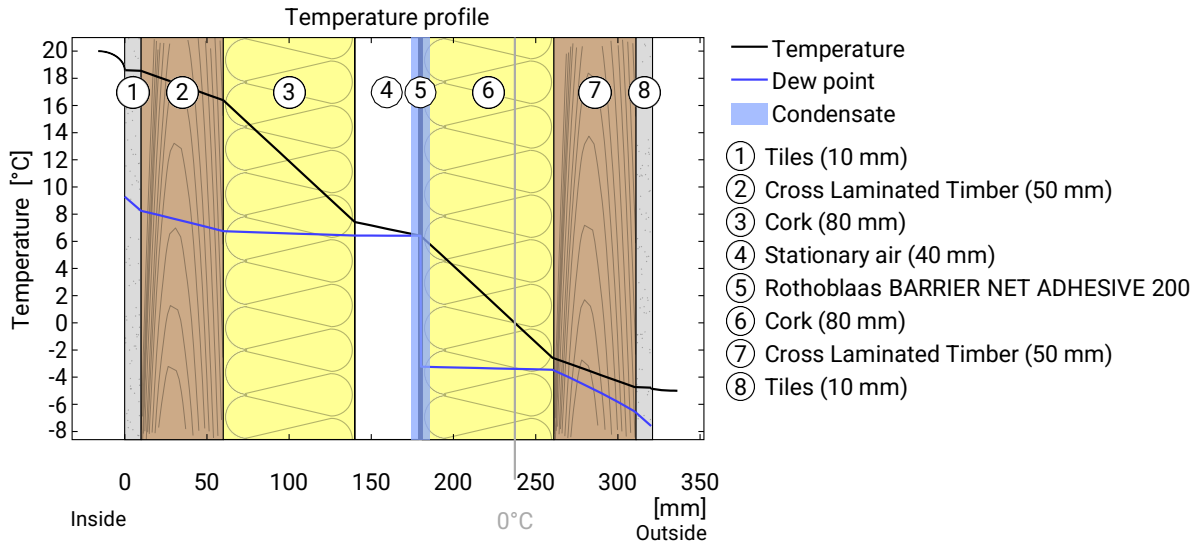 Temperature profile
Temperature [°C]
20
18
16
14
12
10
8
6
4
2
0
-2
-4
-6
-8
1 2 3 4 5 6 7 8
0 50 100 150 200 250 300 350
[mm]
Inside
0°C
Outside
Temperature
Dew point
Condensate
1 Tiles (10 mm)
2 Cross Laminated Timber (50 mm)
3 Cork (80 mm)
4 Stationary air (40 mm)
5 Rothoblaas BARRIER NET ADHESIVE 200
6 Cork (80 mm)
7 Cross Laminated Timber (50 mm)
8 Tiles (10 mm)